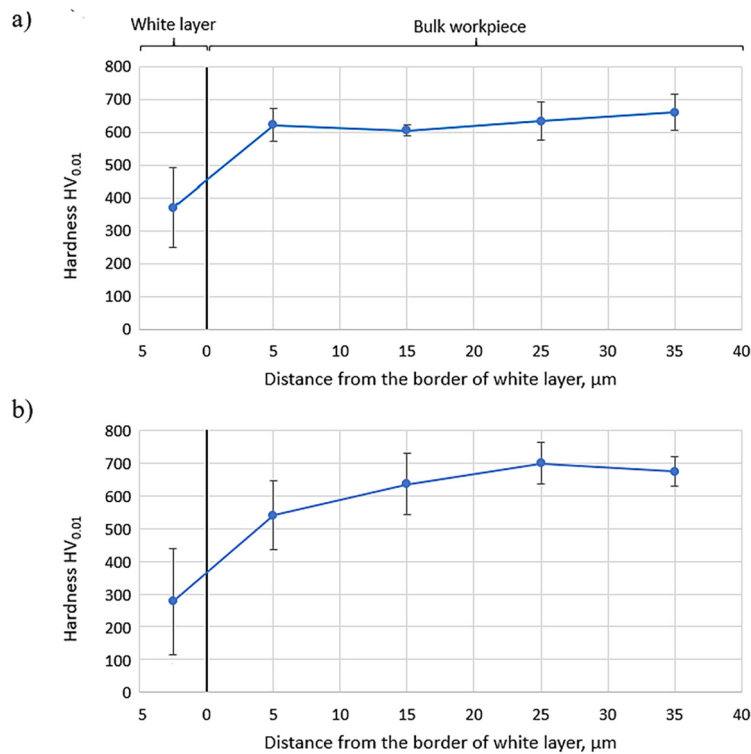 a)
White layer
Bulk workpiece
800
700
600
500
400
300
200
100
0
Hardness HV0.01
5 0 5 10 15 20 25 30 35 40
Distance from the border of white layer, µm
b)
800
700
600
500
400
300
200
100
0
Hardness HV0.01
5 0 5 10 15 20 25 30 35 40
Distance from the border of white layer, µm